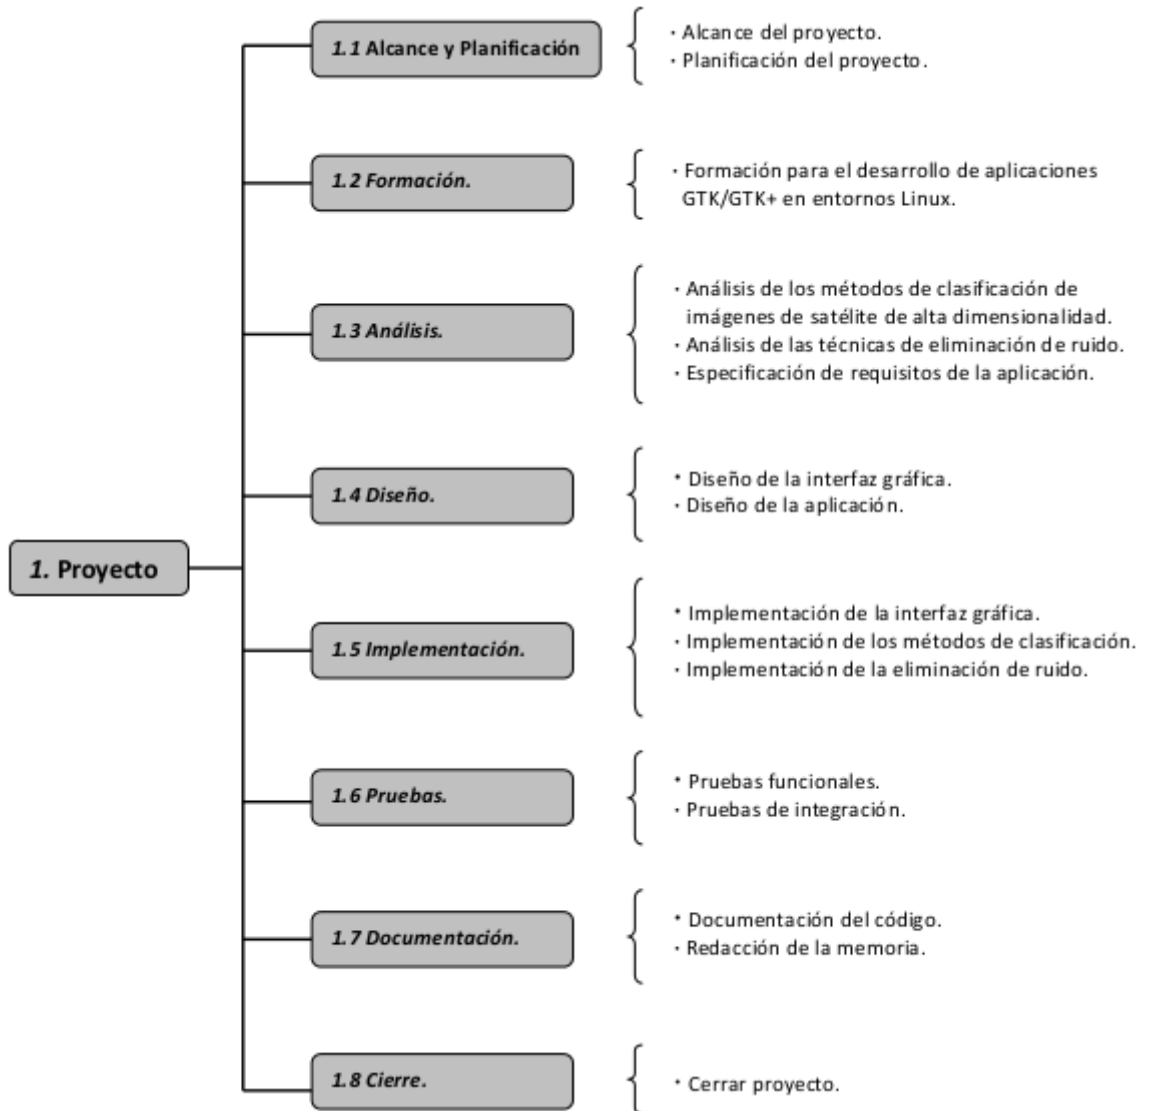 1.1 Alcance y Planificación
· Alcance del proyecto.
· Planificación del proyecto.
1.2 Formación.
· Formación para el desarrollo de aplicaciones
GTK/GTK+ en entornos Linux.
1.3 Análisis.
· Análisis de los métodos de clasificación de
imágenes de satélite de alta dimensionalidad.
· Análisis de las técnicas de eliminación de ruido.
· Especificación de requisitos de la aplicación.
1.4 Diseño.
· Diseño de la interfaz gráfica.
· Diseño de la aplicación.
1. Proyecto
1.5 Implementación.
· Implementación de la interfaz gráfica.
· Implementación de los métodos de clasificación.
· Implementación de la eliminación de ruido.
1.6 Pruebas.
· Pruebas funcionales.
· Pruebas de integración.
1.7 Documentación.
· Documentación del código.
· Redacción de la memoria.
1.8 Cierre.
· Cerrar proyecto.